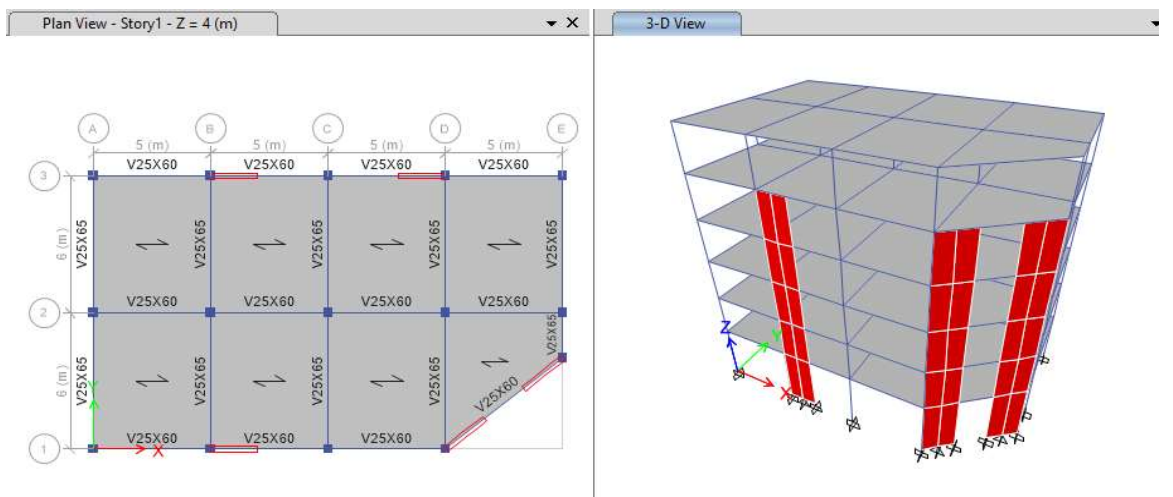 Plan View - Story1 - Z = 4 (m)
3-D View
A B C D E
5 (m) 5 (m) 5 (m) 5 (m)
V25X60 V25X60 V25X60 V25X60
3
6 (m)
V25X65 V25X65 V25X65 V25X65 V25X65
V25X60 V25X60 V25X60 V25X60
2
6 (m)
V25X65 V25X65 V25X65 V25X65 V25X65
V25X60
V25X60 V25X60 V25X60
1
Y
X
Z
Y
X